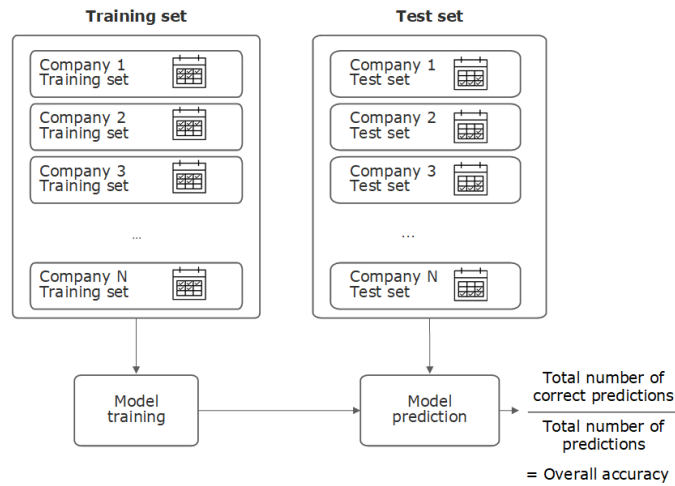 Training set
Company 1
Training set
Company 2
Training set
Company 3
Training set
...
Company N
Training set
Test set
Company 1
Test set
Company 2
Test set
Company 3
Test set
...
Company N
Test set
Model
training
Model
prediction
Total number of
correct predictions
Total number of
predictions
= Overall accuracy